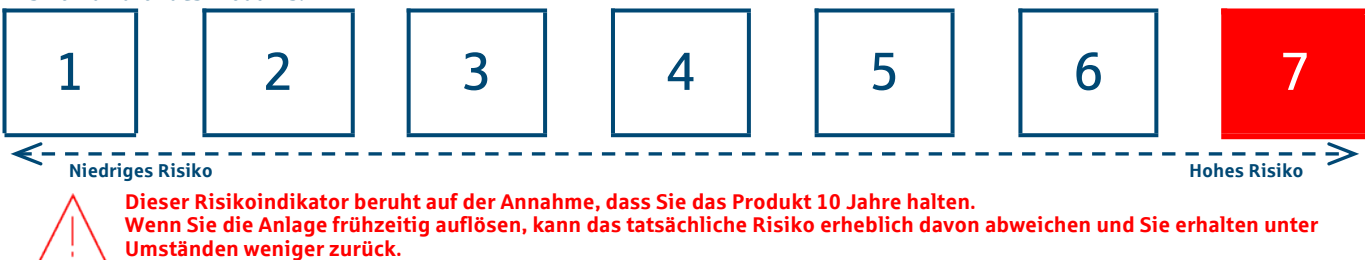 1 2 3 4 5 6 7
Niedriges Risiko Hohes Risiko
Dieser Risikoindikator beruht auf der Annahme, dass Sie das Produkt 10 Jahre halten.
Wenn Sie die Anlage frühzeitig auflösen, kann das tatsächliche Risiko erheblich davon abweichen und Sie erhalten unter
Umständen weniger zurück.